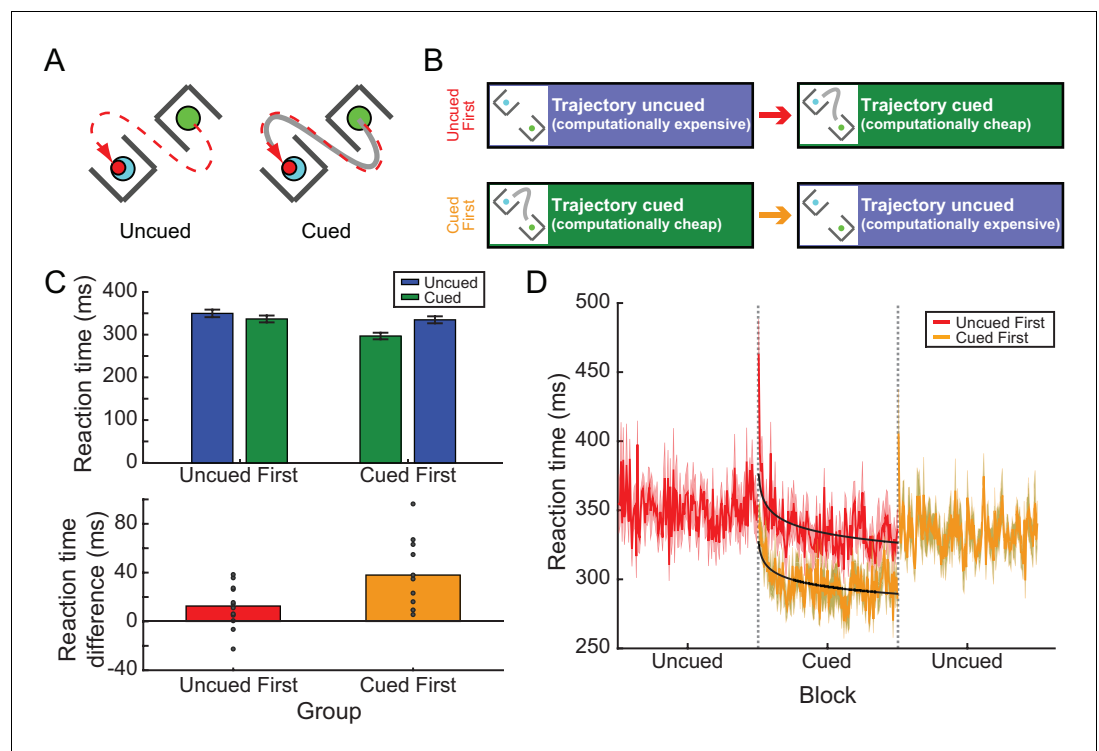 A
Uncued
Cued
B
Uncued
First
Trajectory uncued
(computationally expensive)
Trajectory cued
(computationally cheap)
Cued
First
Trajectory cued
(computationally cheap)
Trajectory uncued
(computationally expensive)
C
Reaction time (ms)
400
300
200
100
0
Uncued
Cued
Uncued First
Cued First
Reaction time
difference (ms)
80
40
0
-40
Uncued First
Cued First
Group
D
Reaction time (ms)
500
450
400
350
300
250
Uncued First
Cued First
Uncued
Cued
Uncued
Block